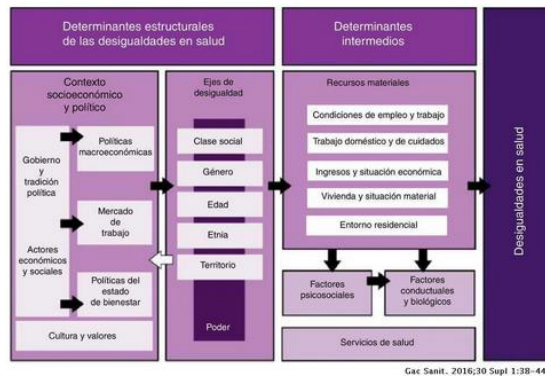 Determinantes estructurales
de las desigualdades en salud
Determinantes
intermedios
Contexto
socioeconómico
y político
Gobierno
y
tradición
política
Actores
económicos
y sociales
Políticas
macroeconómicas
Mercado
de
trabajo
Políticas del
estado
de bienestar
Cultura y valores
Ejes de
desigualdad
Clase social
Género
Edad
Etnia
Territorio
Poder
Recursos materiales
Condiciones de empleo y trabajo
Trabajo doméstico y de cuidados
Ingresos y situación económica
Vivienda y situación material
Entorno residencial
Factores
psicosociales
Factores
conductuales
y biológicos
Servicios de salud
Desigualdades en salud
Gac Sanit. 2016;30 Supl 1:38-44